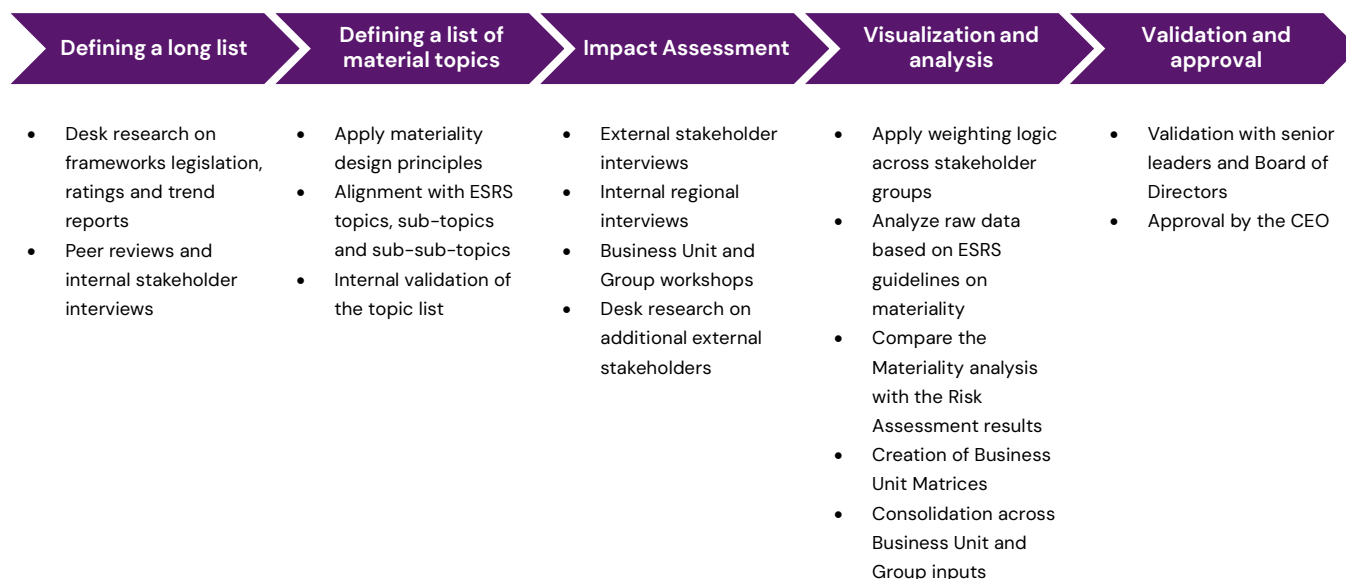 Defining a long list
Defining a list of
material topics
Impact Assessment
Visualization and
analysis
Validation and
approval
• Desk research on
frameworks legislation,
ratings and trend
reports
• Peer reviews and
internal stakeholder
interviews
• Apply materiality
design principles
• Alignment with ESRS
topics, sub-topics
and sub-sub-topics
• Internal validation of
the topic list
• External stakeholder
interviews
• Internal regional
interviews
• Business Unit and
Group workshops
• Desk research on
additional external
stakeholders
• Apply weighting logic
across stakeholder
groups
• Analyze raw data
based on ESRS
guidelines on
materiality
• Compare the
Materiality analysis
with the Risk
Assessment results
• Creation of Business
Unit Matrices
• Consolidation across
Business Unit and
Group inputs
• Validation with senior
leaders and Board of
Directors
• Approval by the CEO